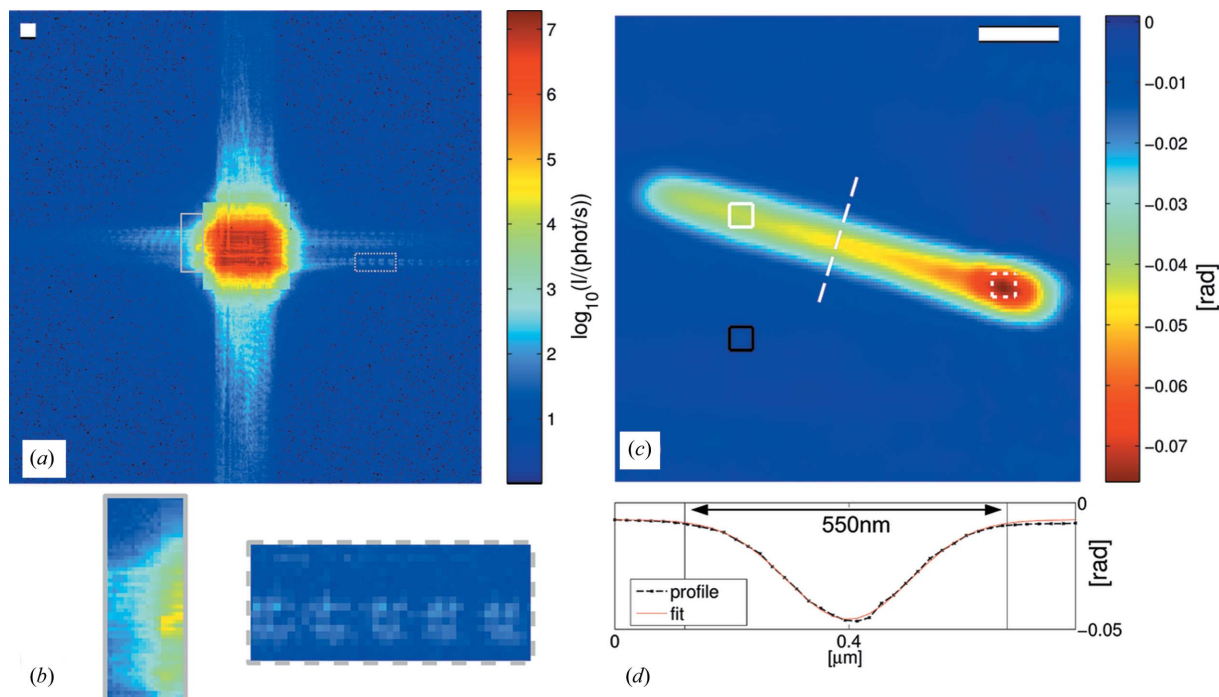 (a)
7
6
5
4
3
2
1
log10(I/(phot/s))
(c)
0
−0.01
−0.02
−0.03
−0.04
−0.05
−0.06
−0.07
[rad]
(b)
550nm
profile
fit
0
−0.05
[rad]
0
0.4
[μm]
(d)